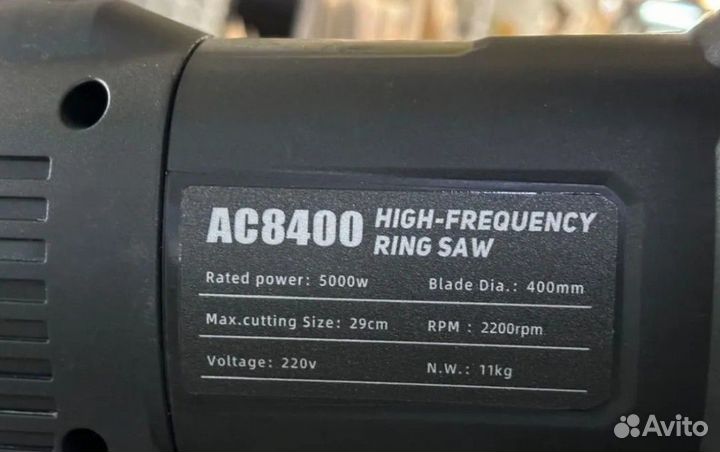 AC8400 HIGH-FREQUENCY
RING SAW
Rated power: 5000w Blade Dia.: 400mm
Max.cutting Size: 29cm RPM : 2200rpm
Voltage: 220v N.W.: 11kg
Avito